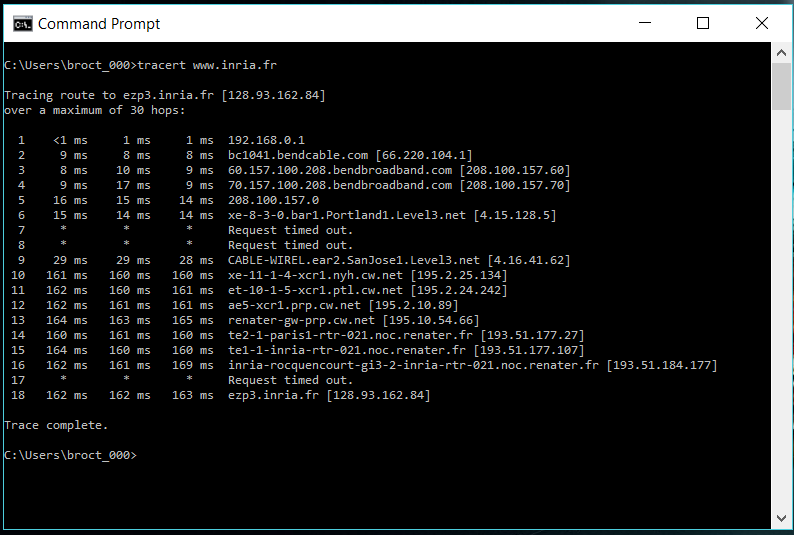 Command Prompt
C:\Users\broct_000>tracert www.inria.fr
Tracing route to ezp3.inria.fr [128.93.162.84]
over a maximum of 30 hops:
1 <1 ms 1 ms 1 ms 192.168.0.1
2 9 ms 8 ms 8 ms bc1041.bendcable.com [66.220.104.1]
3 8 ms 10 ms 9 ms 60.157.100.208.bendbroadband.com [208.100.157.60]
4 9 ms 17 ms 9 ms 70.157.100.208.bendbroadband.com [208.100.157.70]
5 16 ms 15 ms 14 ms 208.100.157.0
6 15 ms 14 ms 14 ms xe-8-3-0.bar1.Portland1.Level3.net [4.15.128.5]
7 * * * Request timed out.
8 * * * Request timed out.
9 29 ms 29 ms 28 ms CABLE-WIREL.ear2.SanJose1.Level3.net [4.16.41.62]
10 161 ms 160 ms 160 ms xe-11-1-4-xcr1.nyh.cw.net [195.2.25.134]
11 162 ms 160 ms 161 ms et-10-1-5-xcr1.ptl.cw.net [195.2.24.242]
12 162 ms 161 ms 161 ms ae5-xcr1.prp.cw.net [195.2.10.89]
13 164 ms 163 ms 165 ms renater-gw-prp.cw.net [195.10.54.66]
14 160 ms 161 ms 160 ms te2-1-paris1-rtr-021.noc.renater.fr [193.51.177.27]
15 164 ms 160 ms 160 ms te1-1-inria-rtr-021.noc.renater.fr [193.51.177.107]
16 162 ms 161 ms 169 ms inria-rocquencourt-gi3-2-inria-rtr-021.noc.renater.fr [193.51.184.177]
17 * * * Request timed out.
18 162 ms 162 ms 163 ms ezp3.inria.fr [128.93.162.84]
Trace complete.
C:\Users\broct_000>